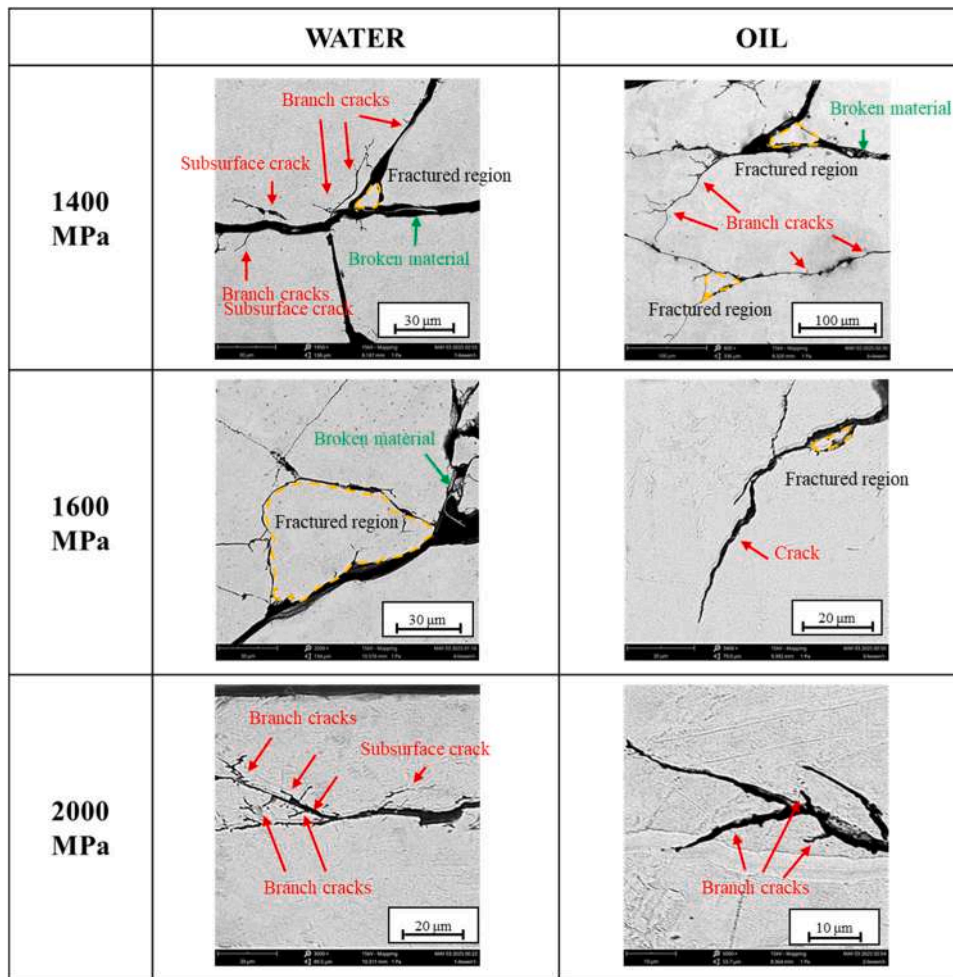 WATER OIL
1400
MPa
Branch cracks
Subsurface crack
Fractured region
Broken material
Branch cracks
Subsurface crack
30 µm
Broken material
Fractured region
Branch cracks
Fractured region
100 µm
1600
MPa
Broken material
Fractured region
30 µm
Fractured region
Crack
20 µm
2000
MPa
Branch cracks
Subsurface crack
Branch cracks
20 µm
Branch cracks
10 µm